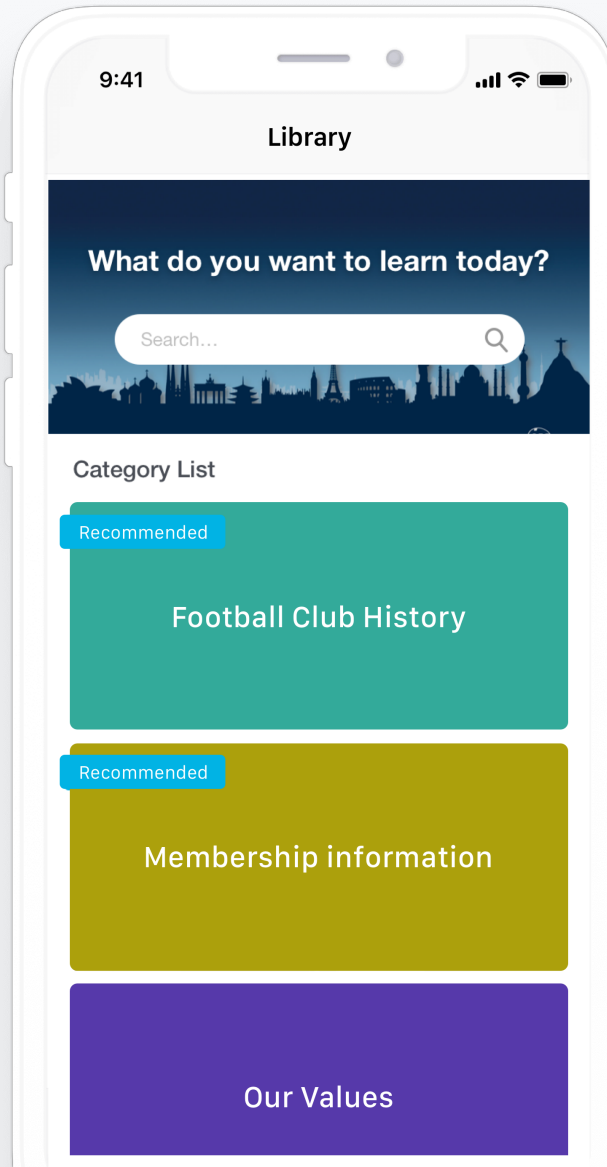 9:41
Library
What do you want to learn today?
Search...
Category List
Recommended
Football Club History
Recommended
Membership information
Our Values